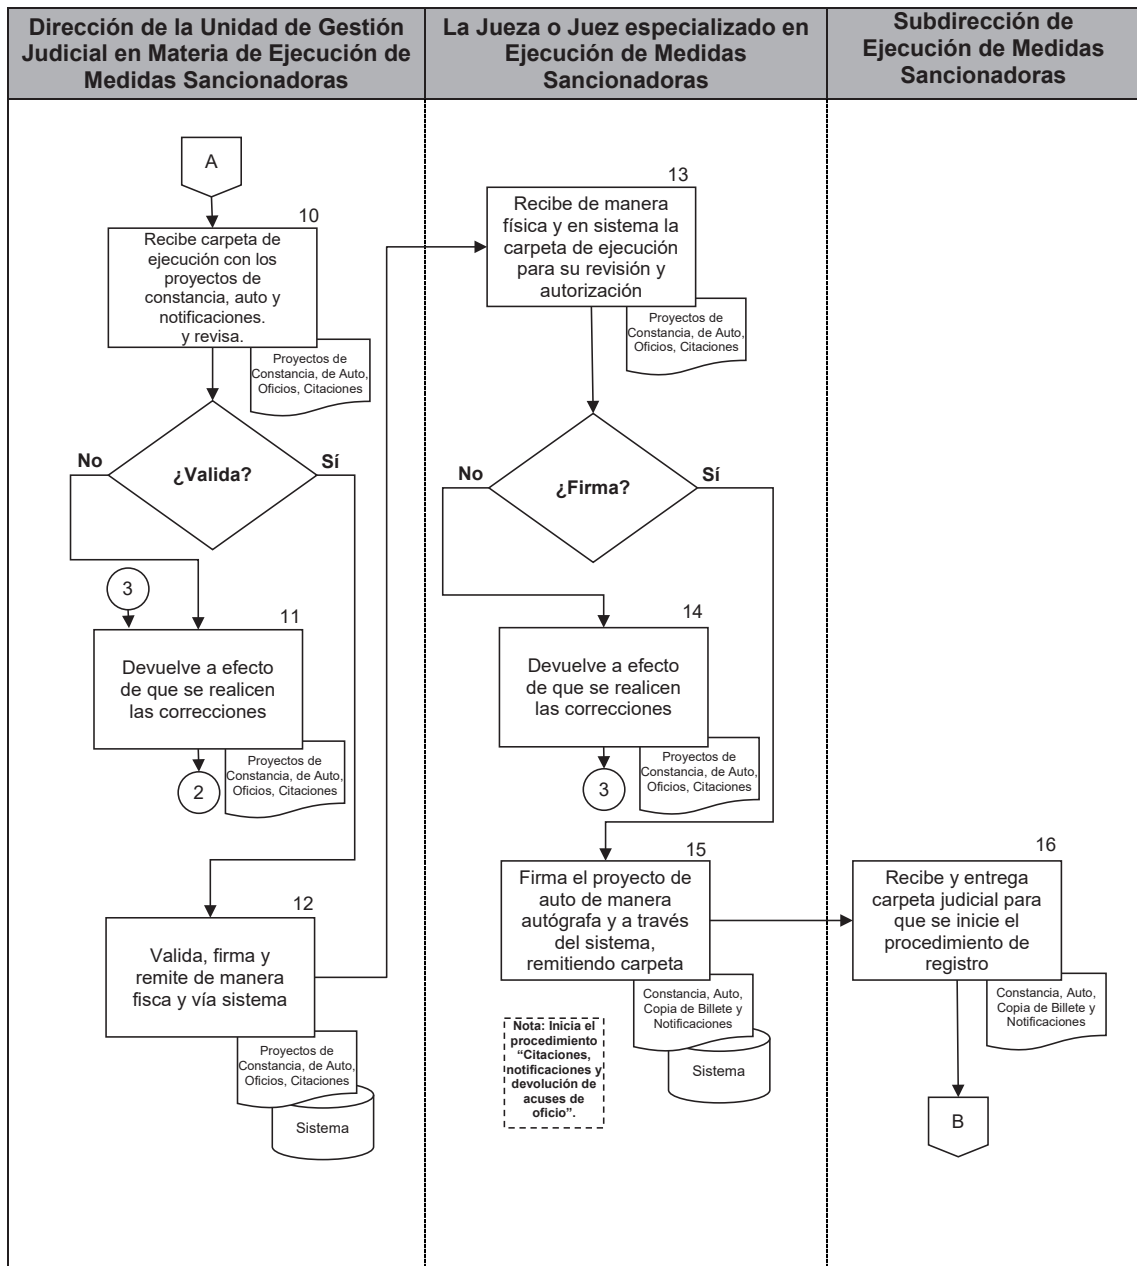 Dirección de la Unidad de Gestión
Judicial en Materia de Ejecución de
Medidas Sancionadoras
La Jueza o Juez especializado en
Ejecución de Medidas
Sancionadoras
Subdirección de
Ejecución de Medidas
Sancionadoras
A
10
Recibe carpeta de
ejecución con los
proyectos de
constancia, auto y
notificaciones.
y revisa.
Proyectos de
Constancia, de Auto,
Oficios, Citaciones
No
¿Valida?
Sí
3
11
Devuelve a efecto
de que se realicen
las correcciones
Proyectos de
Constancia, de Auto,
Oficios, Citaciones
2
12
Valida, firma y
remite de manera
fisca y vía sistema
Proyectos de
Constancia, de Auto,
Oficios, Citaciones
Sistema
13
Recibe de manera
física y en sistema la
carpeta de ejecución
para su revisión y
autorización
Proyectos de
Constancia, de Auto,
Oficios, Citaciones
No
¿Firma?
Sí
14
Devuelve a efecto
de que se realicen
las correcciones
Proyectos de
Constancia, de Auto,
Oficios, Citaciones
3
15
Firma el proyecto de
auto de manera
autógrafa y a través
del sistema,
remitiendo carpeta
Constancia, Auto,
Copia de Billete y
Notificaciones
Sistema
Nota: Inicia el
procedimiento
“Citaciones,
notificaciones y
devolución de
acuses de
oficio”.
16
Recibe y entrega
carpeta judicial para
que se inicie el
procedimiento de
registro
Constancia, Auto,
Copia de Billete y
Notificaciones
B